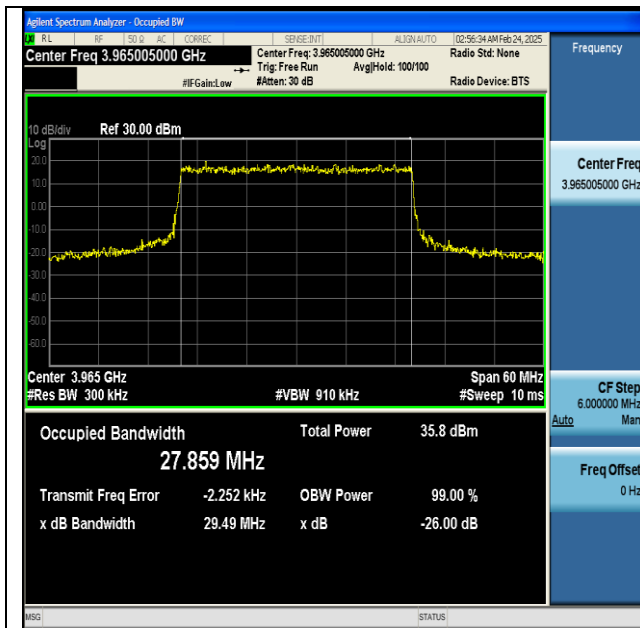 Agilent Spectrum Analyzer - Occupied BW
RL RF 50 Ω AC CORREC SENSE:INT ALIGN AUTO 02:56:34 AM Feb 24, 2025
Center Freq 3.965005000 GHz
Center Freq: 3.965005000 GHz
Radio Std: None
Trig: Free Run Avg|Hold: 100/100
#IFGain:Low #Atten: 30 dB Radio Device: BTS
10 dB/div Ref 30.00 dBm
Log
20.0
10.0
0.00
-10.0
-20.0
-30.0
-40.0
-50.0
-60.0
Center 3.965 GHz Span 60 MHz
#Res BW 300 kHz #VBW 910 kHz #Sweep 10 ms
Occupied Bandwidth Total Power 35.8 dBm
27.859 MHz
Transmit Freq Error -2.252 kHz OBW Power 99.00 %
x dB Bandwidth 29.49 MHz x dB -26.00 dB
MSG STATUS
Frequency
Center Freq
3.965005000 GHz
CF Step
6.000000 MHz
Auto Man
Freq Offset
0 Hz